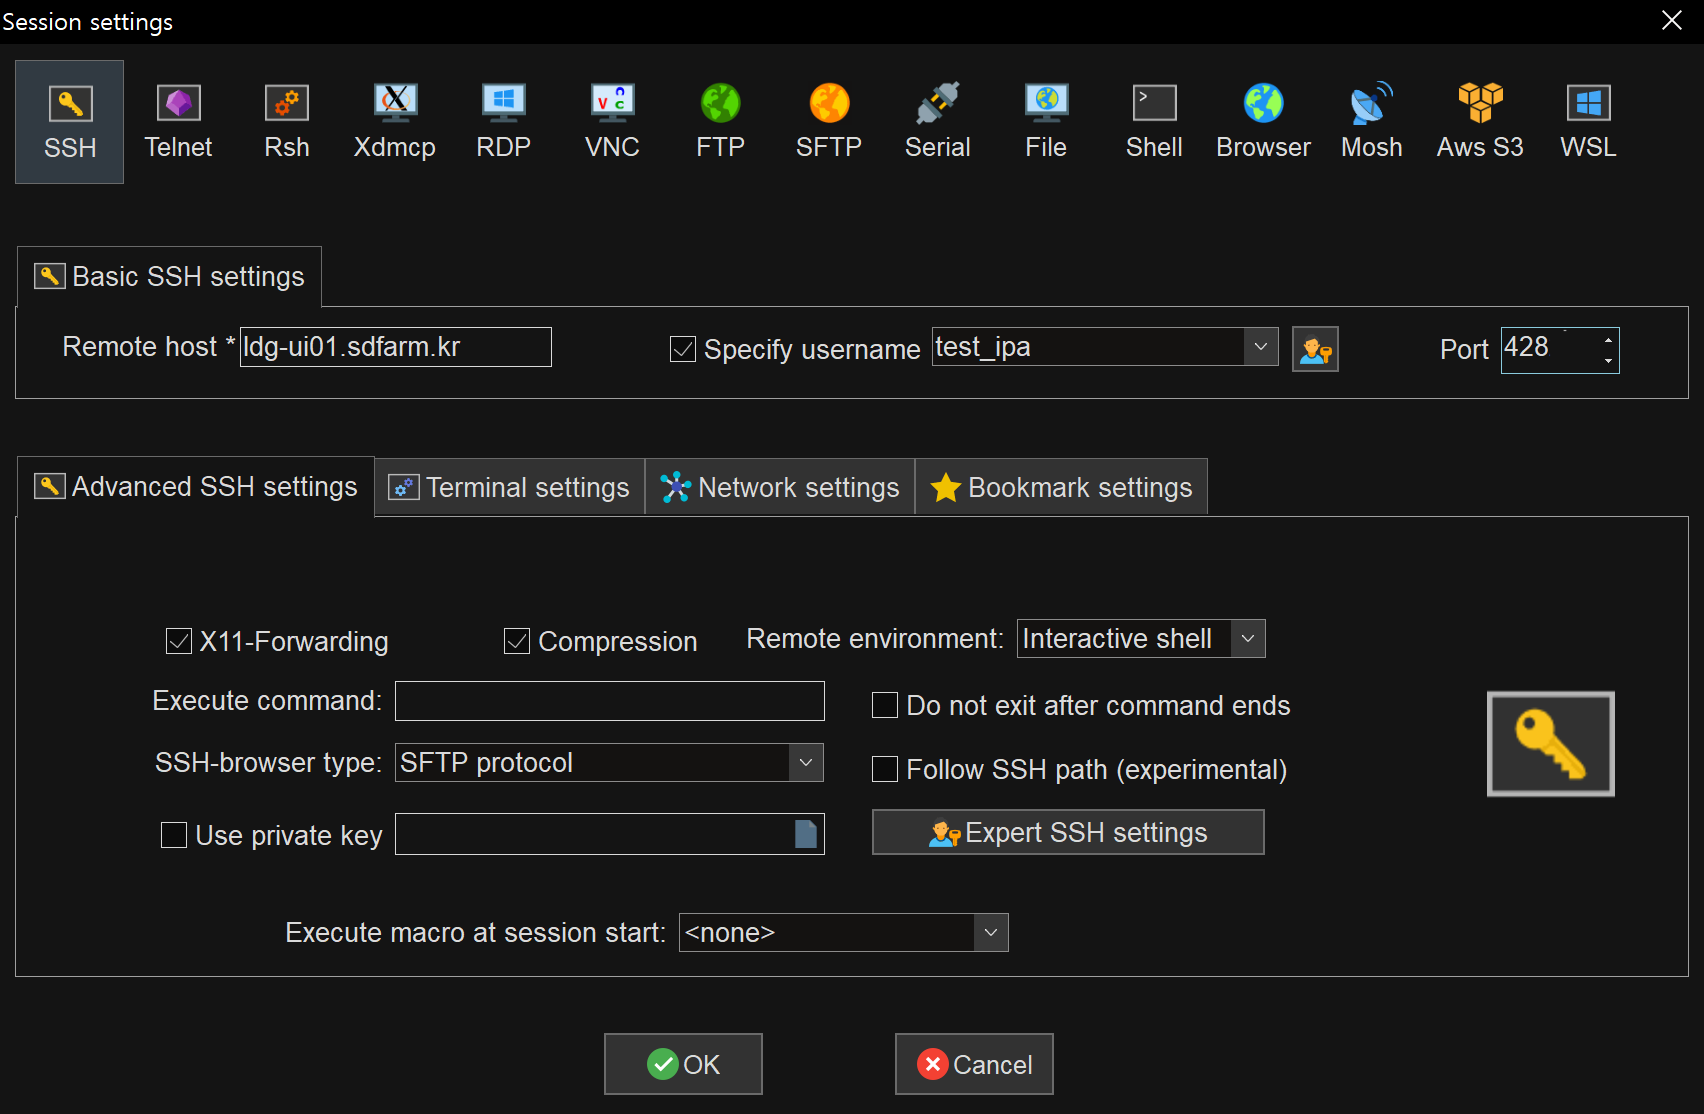 Session settings
SSH Telnet Rsh Xdmcp RDP VNC FTP SFTP Serial File Shell Browser Mosh Aws S3 WSL
Basic SSH settings
Remote host * ldg-ui01.sdfarm.kr Specify username test_ipa Port 428
Advanced SSH settings Terminal settings Network settings Bookmark settings
X11-Forwarding Compression Remote environment: Interactive shell
Execute command: Do not exit after command ends
SSH-browser type: SFTP protocol Follow SSH path (experimental)
Use private key Expert SSH settings
Execute macro at session start: <none>
OK Cancel